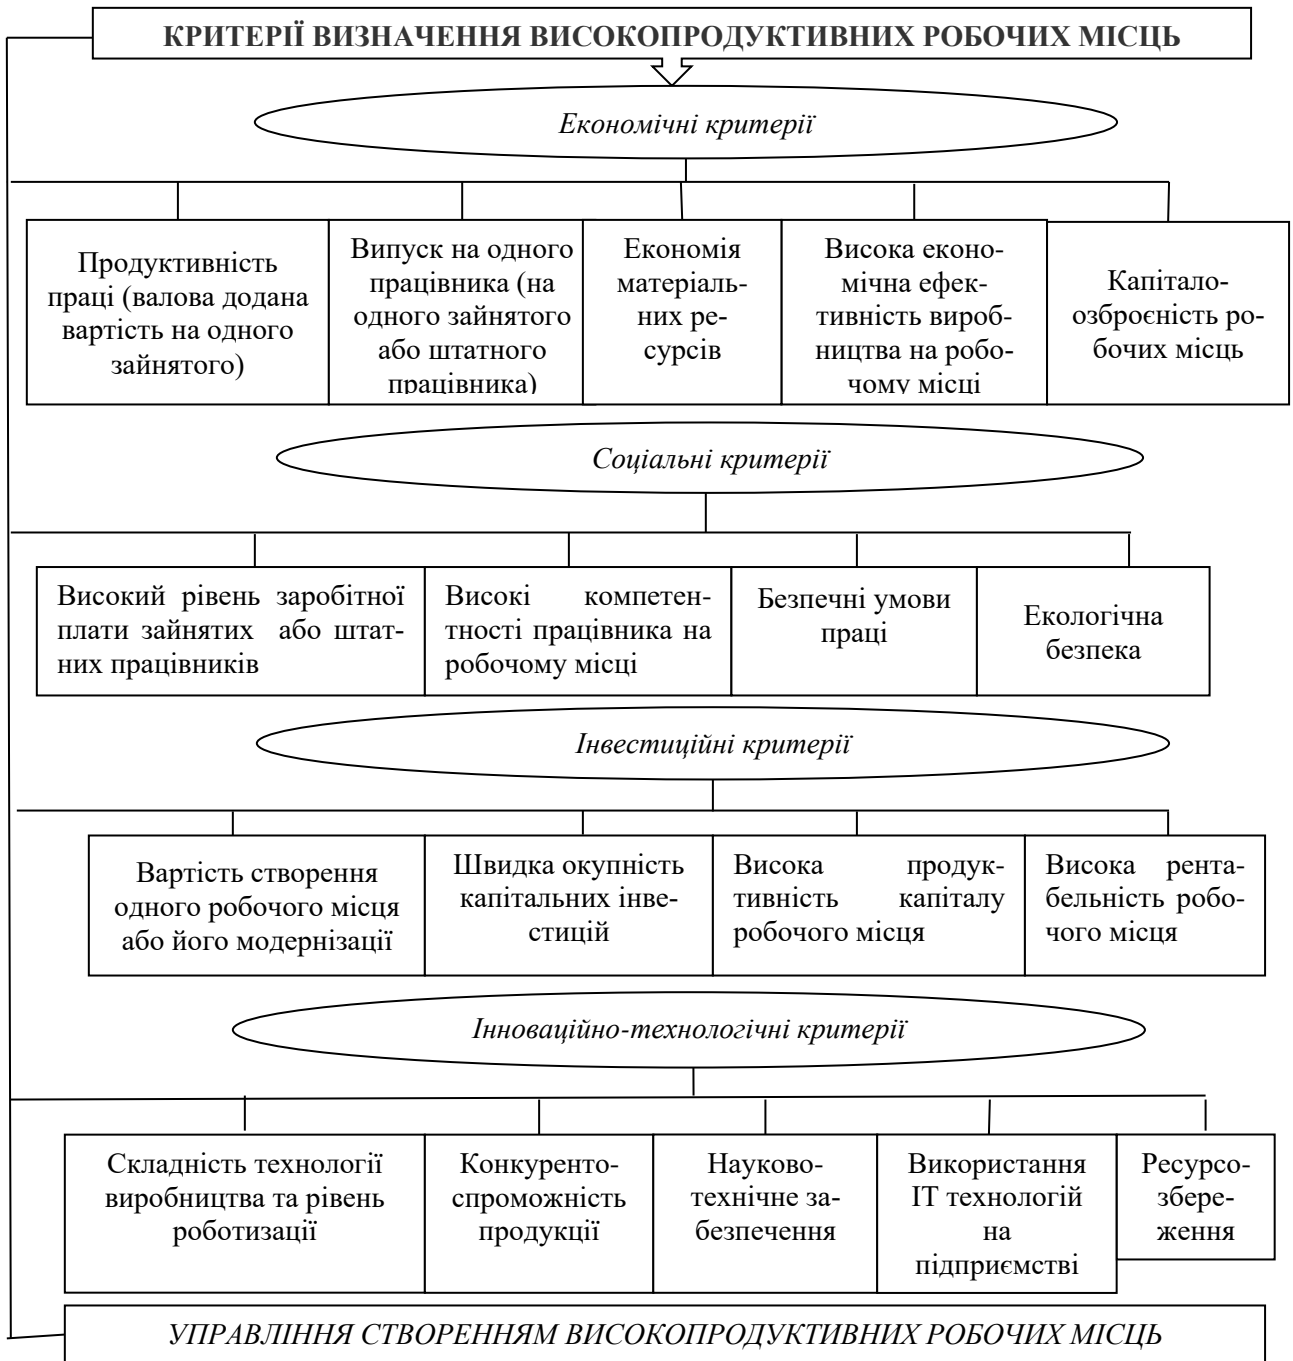 КРИТЕРІЇ ВИЗНАЧЕННЯ ВИСОКОПРОДУКТИВНИХ РОБОЧИХ МІСЦЬ
Економічні критерії
Продуктивність
праці (валова додана
вартість на одного
зайнятого)
Випуск на одного
працівника (на
одного зайнятого
або штатного
працівника)
Економія
матеріаль-
них ре-
сурсів
Висока еконо-
мічна ефек-
тивність вироб-
ництва на робо-
чому місці
Капітало-
озброєність ро-
бочих місць
Соціальні критерії
Високий рівень заробітної
плати зайнятих або штат-
них працівників
Високі компетен-
тності працівника на
робочому місці
Безпечні умови
праці
Екологічна
безпека
Інвестиційні критерії
Вартість створення
одного робочого місця
або його модернізації
Швидка окупність
капітальних інве-
стицій
Висока продук-
тивність капіталу
робочого місця
Висока рента-
бельність робо-
чого місця
Інноваційно-технологічні критерії
Складність технології
виробництва та рівень
роботизації
Конкуренто-
спроможність
продукції
Науково-
технічне за-
безпечення
Використання
ІТ технологій
на
підприємстві
Ресурсо-
збере-
ження
УПРАВЛІННЯ СТВОРЕННЯМ ВИСОКОПРОДУКТИВНИХ РОБОЧИХ МІСЦЬ